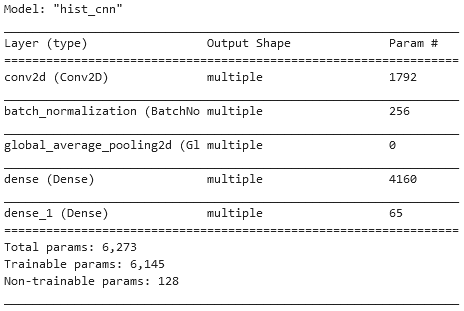 Model: "hist_cnn"
Layer (type) Output Shape Param #
conv2d (Conv2D) multiple 1792
batch_normalization (BatchNo multiple 256
global_average_pooling2d (Gl multiple 0
dense (Dense) multiple 4160
dense_1 (Dense) multiple 65
Total params: 6,273
Trainable params: 6,145
Non-trainable params: 128